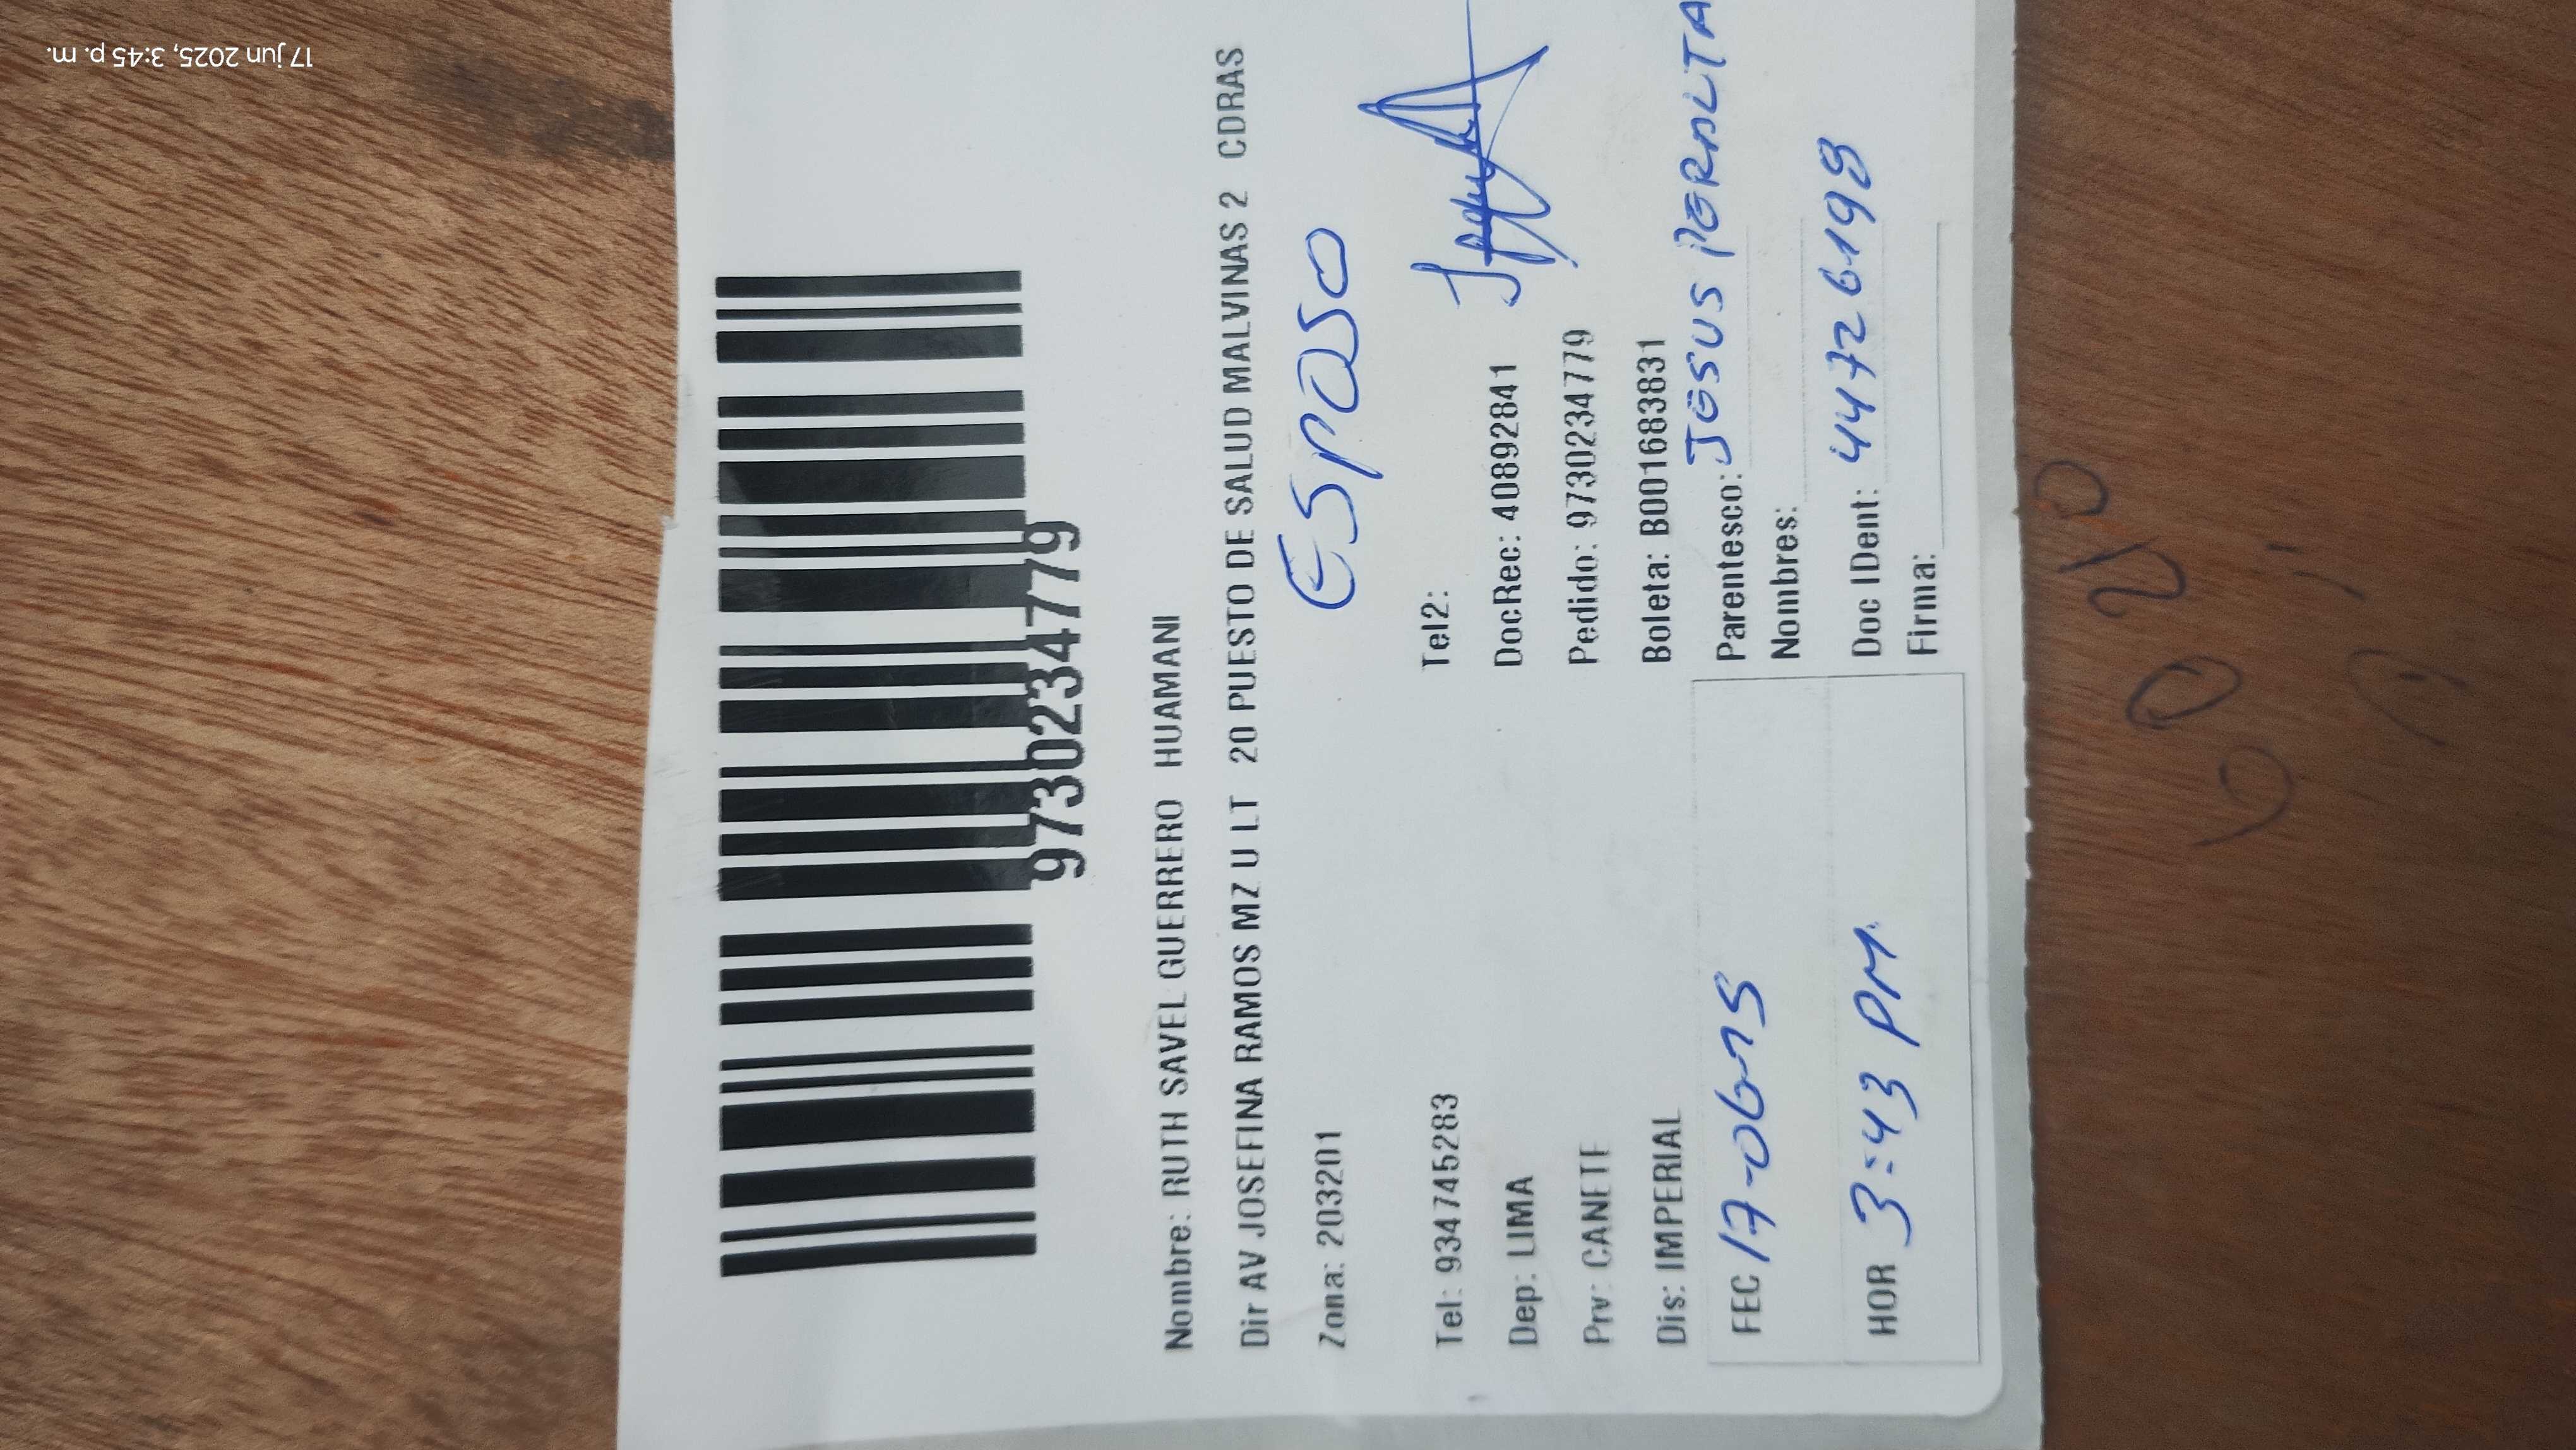 17 jun 2025, 3:45 p. m.
9730234779
Nombre: RUTH SAVEL GUERRERO HUAMANI
Dir AV JOSEFINA RAMOS MZ U LT 20 PUESTO DE SALUD MALVINAS 2 CDRAS
Zona: 203201
ESPOSO
Tel: 934745283 Tel2:
Dep: LIMA DocRec: 40892841
Prv: CANETE Pedido: 9730234779
Dis: IMPERIAL Boleta: B001683831
FEC 17-06-25 Parentesco: JESUS PERALTA
Nombres:
HOR 3:43 PM. Doc IDent: 44726198
Firma: